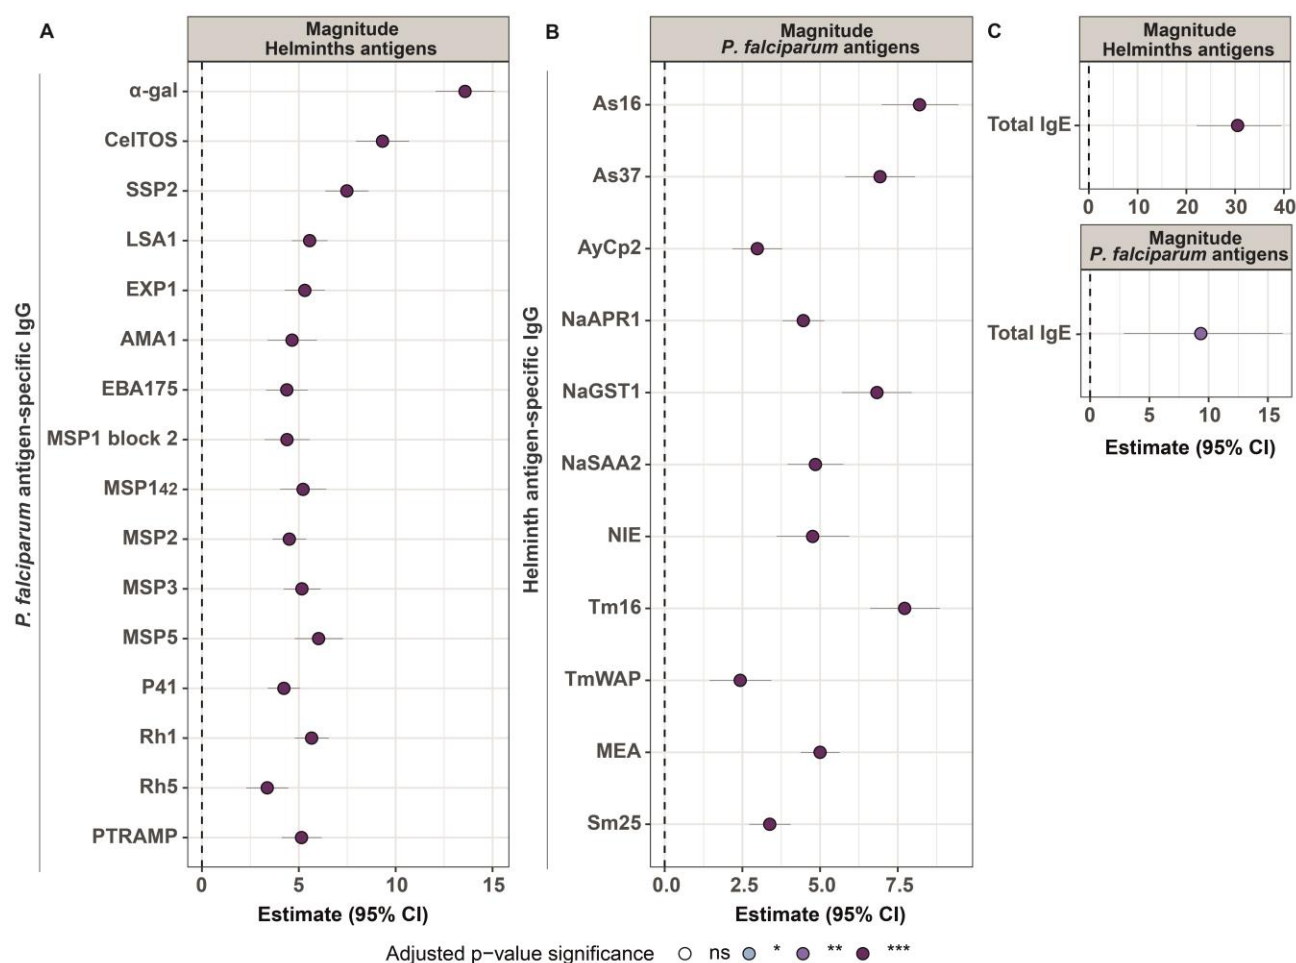 A
Magnitude
Helminths antigens
P. falciparum antigen-specific IgG
α-gal
CelTOS
SSP2
LSA1
EXP1
AMA1
EBA175
MSP1 block 2
MSP142
MSP2
MSP3
MSP5
P41
Rh1
Rh5
PTRAMP
0 5 10 15
Estimate (95% CI)
B
Magnitude
P. falciparum antigens
Helminth antigen-specific IgG
As16
As37
AyCp2
NaAPR1
NaGST1
NaSAA2
NIE
Tm16
TmWAP
MEA
Sm25
0.0 2.5 5.0 7.5
Estimate (95% CI)
C
Magnitude
Helminths antigens
Total IgE
0 10 20 30 40
Magnitude
P. falciparum antigens
Total IgE
0 5 10 15
Estimate (95% CI)
Adjusted p−value significance ns * ** ***